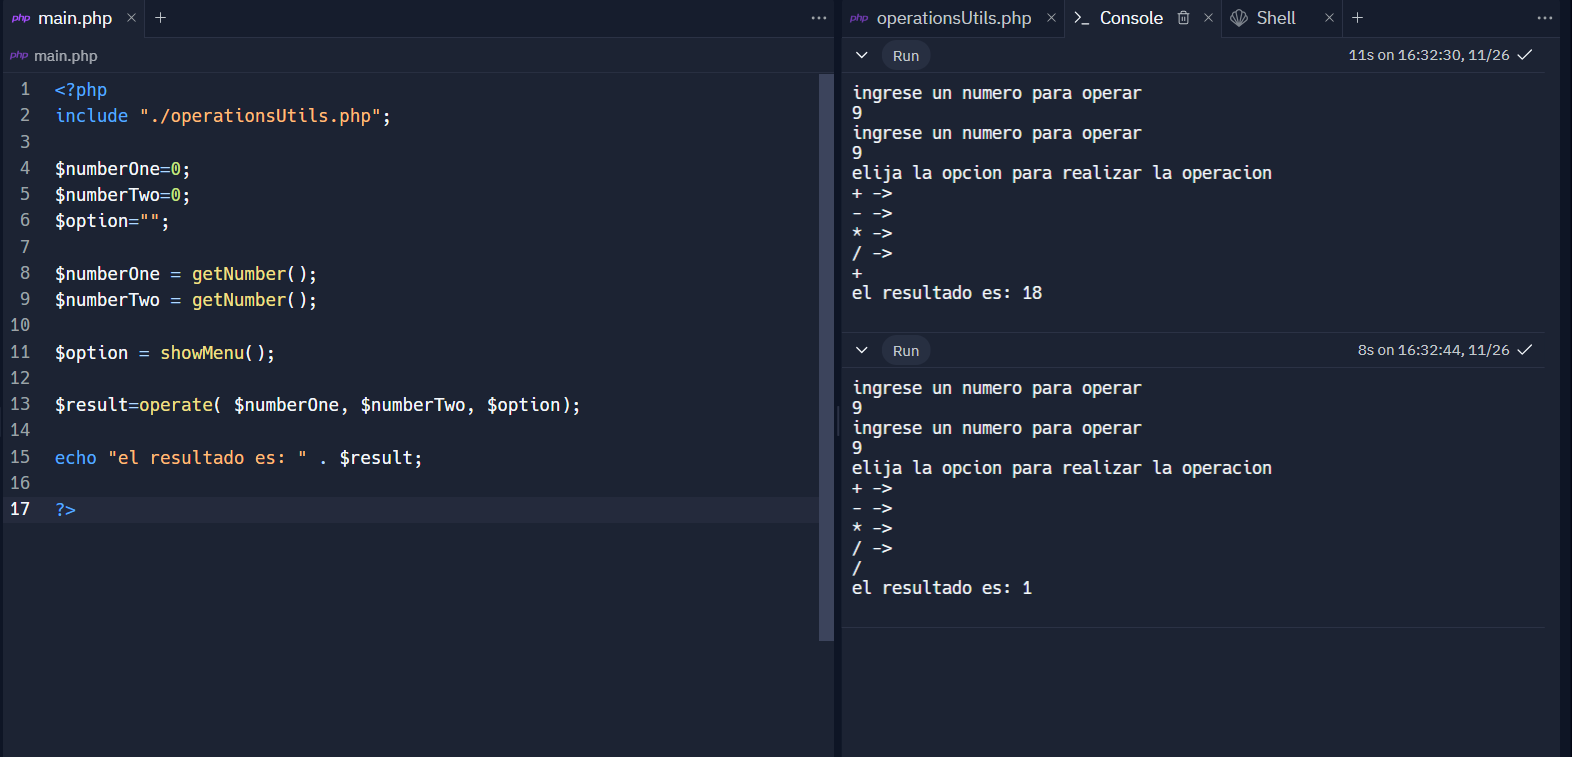 php main.php × +
php main.php
1 <?php
2 include "./operationsUtils.php";
3
4 $numberOne=0;
5 $numberTwo=0;
6 $option="";
7
8 $numberOne = getNumber();
9 $numberTwo = getNumber();
10
11 $option = showMenu();
12
13 $result=operate( $numberOne, $numberTwo, $option);
14
15 echo "el resultado es: " . $result;
16
17 ?>
php operationsUtils.php × >_ Console × Shell × +
Run 11s on 16:32:30, 11/26
ingrese un numero para operar
9
ingrese un numero para operar
9
elija la opcion para realizar la operacion
+ ->
- ->
* ->
/ ->
+
el resultado es: 18
Run 8s on 16:32:44, 11/26
ingrese un numero para operar
9
ingrese un numero para operar
9
elija la opcion para realizar la operacion
+ ->
- ->
* ->
/ ->
/
el resultado es: 1